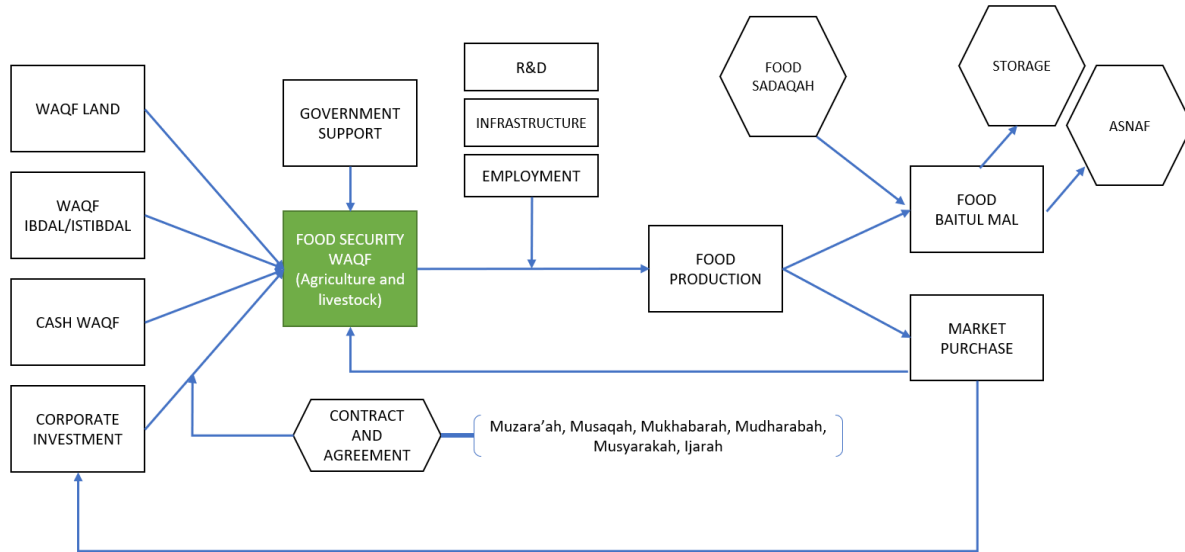 WAQF LAND
WAQF
IBDAL/ISTIBDAL
CASH WAQF
CORPORATE
INVESTMENT
GOVERNMENT
SUPPORT
FOOD SECURITY
WAQF
(Agriculture and
livestock)
CONTRACT
AND
AGREEMENT
Muzara’ah, Musaqah, Mukhabarah, Mudharabah,
Musyarakah, Ijarah
R&D
INFRASTRUCTURE
EMPLOYMENT
FOOD
PRODUCTION
FOOD
SADAQAH
STORAGE
ASNAF
FOOD
BAITUL MAL
MARKET
PURCHASE